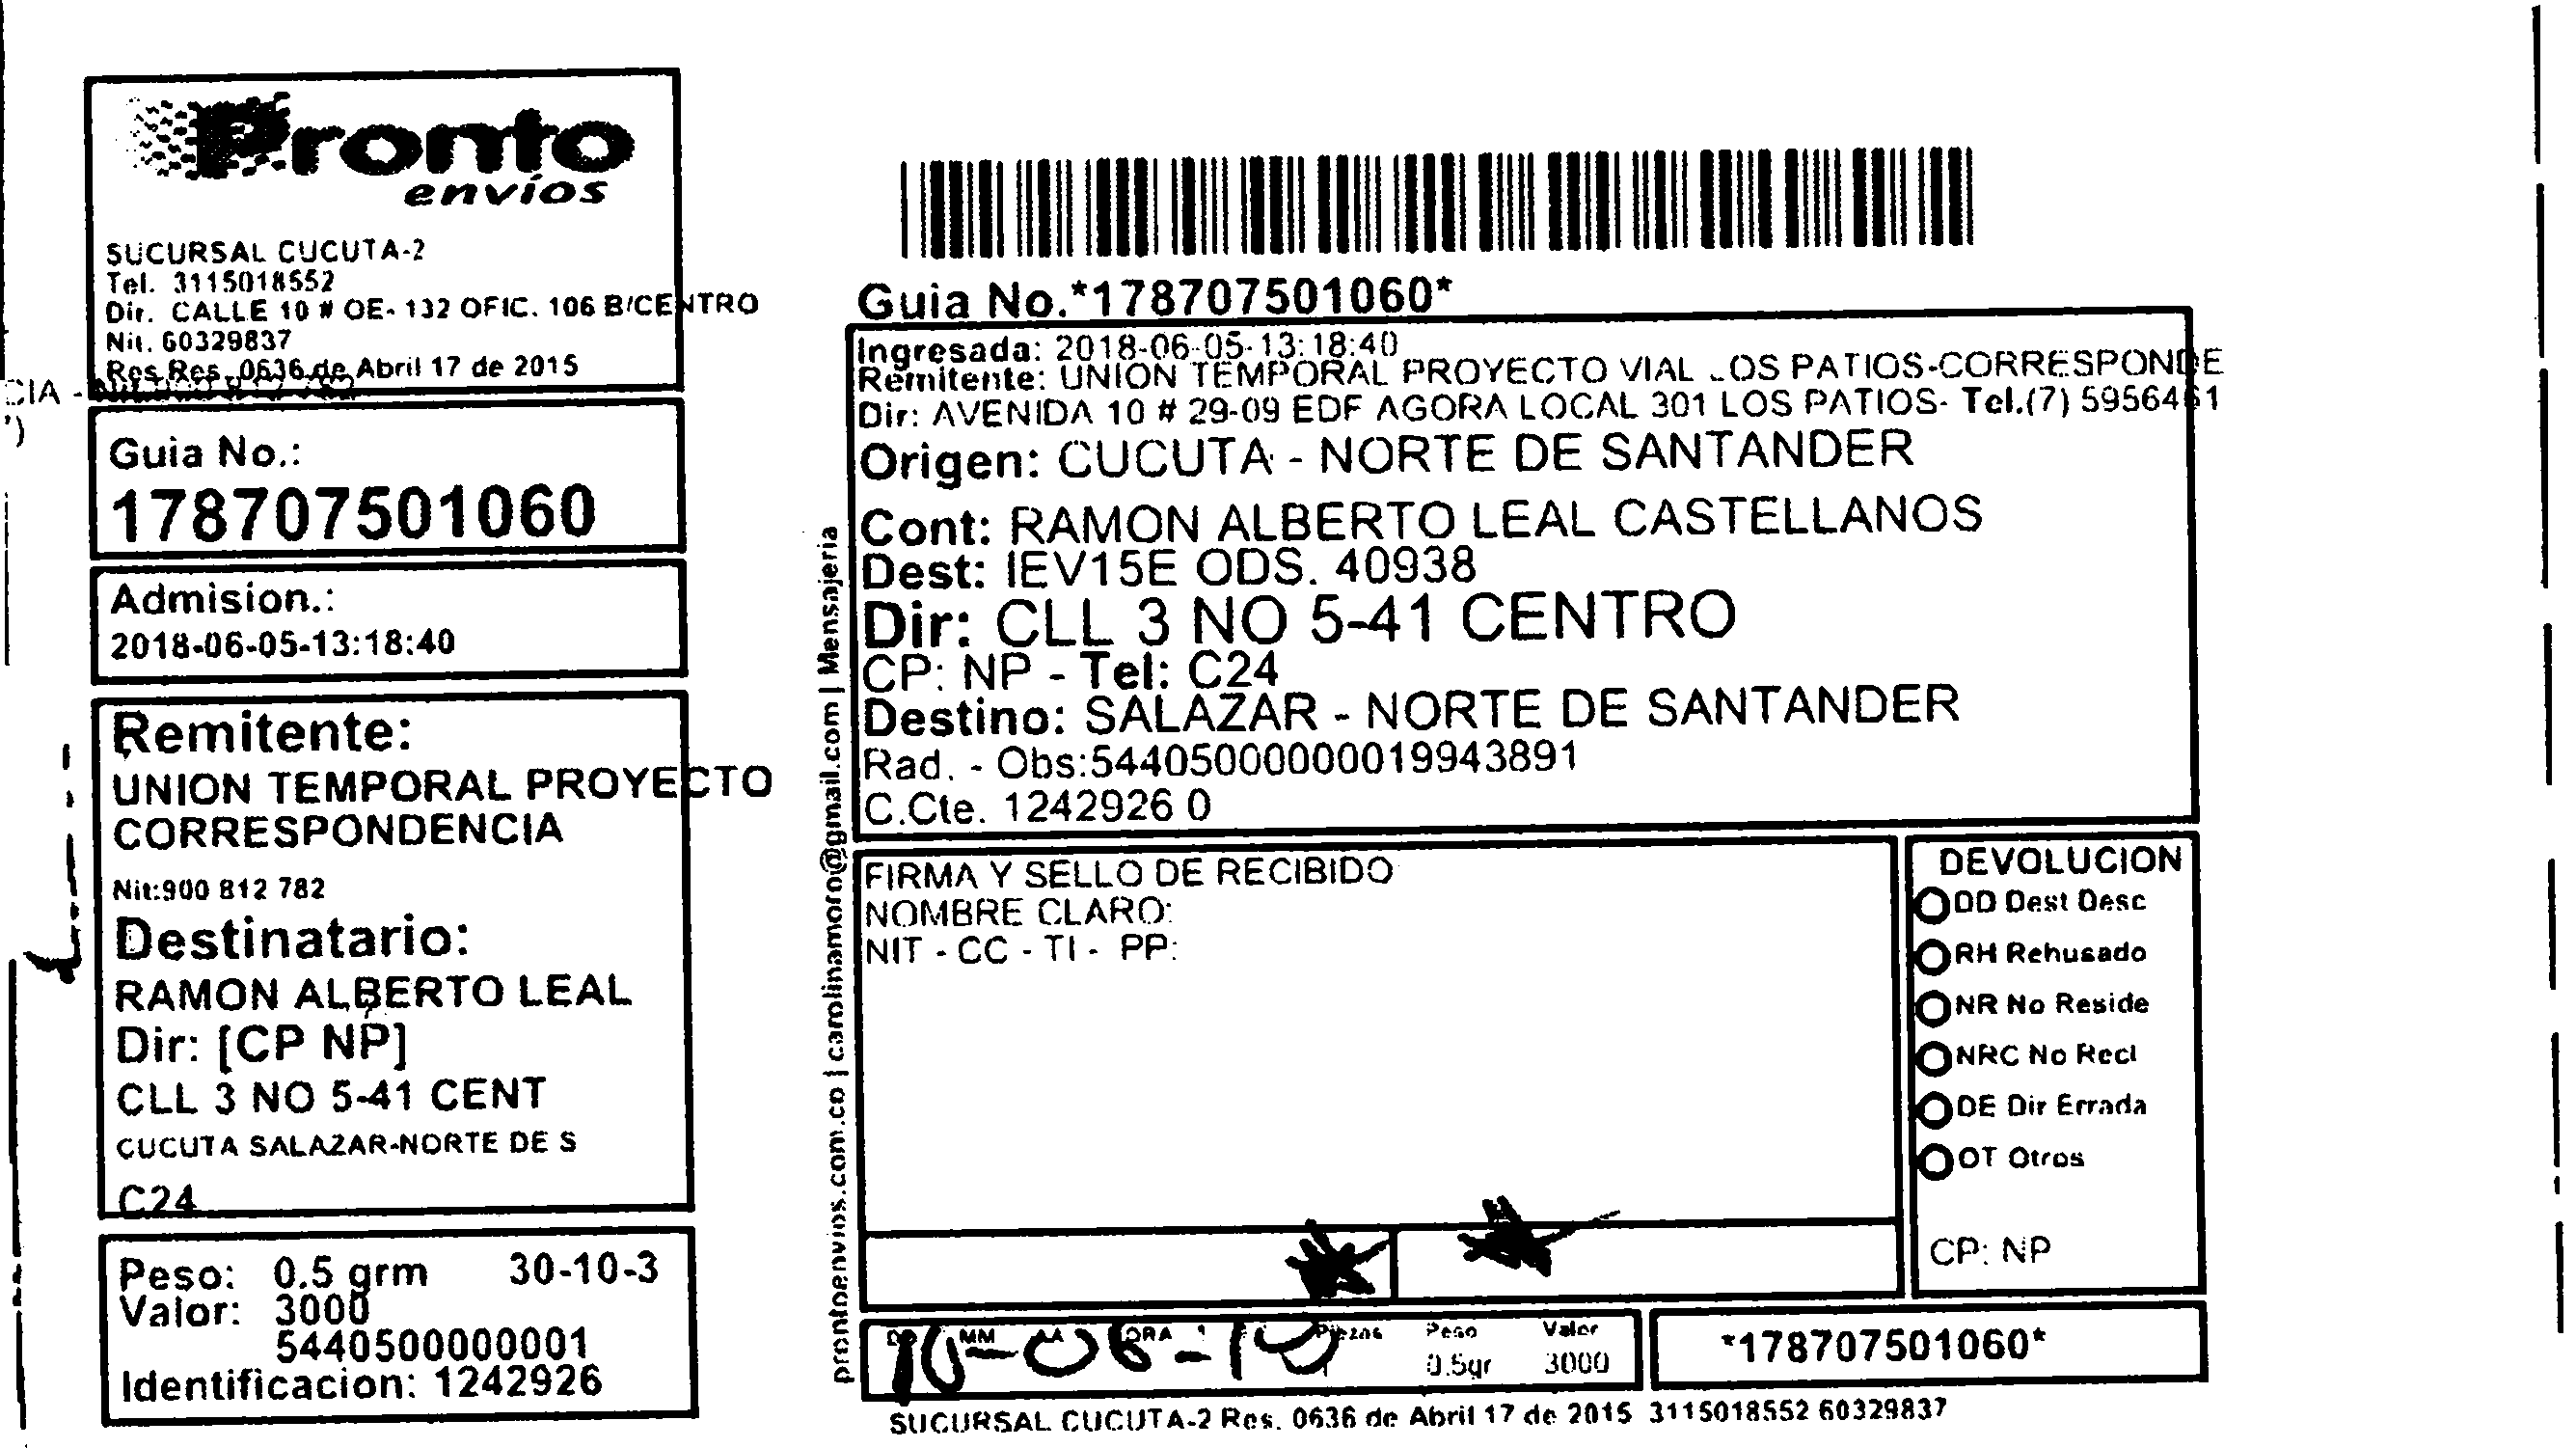 Pronto
envíos
SUCURSAL CUCUTA-2
Tel. 3115018552
Dir. CALLE 10 # OE- 132 OFIC. 106 B/CENTRO
Nit. 60329837
Res Res. 0636 de Abril 17 de 2015
CIA -
Guia No.:
178707501060
Admision.:
2018-06-05-13:18:40
Remitente:
UNION TEMPORAL PROYECTO
CORRESPONDENCIA
Nit:900 812 782
Destinatario:
RAMON ALBERTO LEAL
Dir: [CP NP]
CLL 3 NO 5-41 CENT
CUCUTA SALAZAR-NORTE DE S
C24
Peso: 0.5 grm 30-10-3
Valor: 3000
5440500000001
Identificacion: 1242926
prontoenvios.com.co | carolinamoro@gmail.com | Mensajeria
Guia No.*178707501060*
Ingresada: 2018-06-05-13:18:40
Remitente: UNION TEMPORAL PROYECTO VIAL LOS PATIOS-CORRESPONDE
Dir: AVENIDA 10 # 29-09 EDF AGORA LOCAL 301 LOS PATIOS- Tel.(7) 5956461
Origen: CUCUTA - NORTE DE SANTANDER
Cont: RAMON ALBERTO LEAL CASTELLANOS
Dest: IEV15E ODS. 40938
Dir: CLL 3 NO 5-41 CENTRO
CP: NP - Tel: C24
Destino: SALAZAR - NORTE DE SANTANDER
Rad. - Obs:544050000000019943891
C.Cte. 1242926 0
FIRMA Y SELLO DE RECIBIDO
NOMBRE CLARO:
NIT - CC - TI - PP:
DEVOLUCION
DD Dest Desc
RH Rehusado
NR No Reside
NRC No Recl
DE Dir Errada
OT Otros
CP: NP
MM AA Piezas Peso Valor
0.5gr 3000
*178707501060*
SUCURSAL CUCUTA-2 Res. 0636 de Abril 17 de 2015 3115018552 60329837